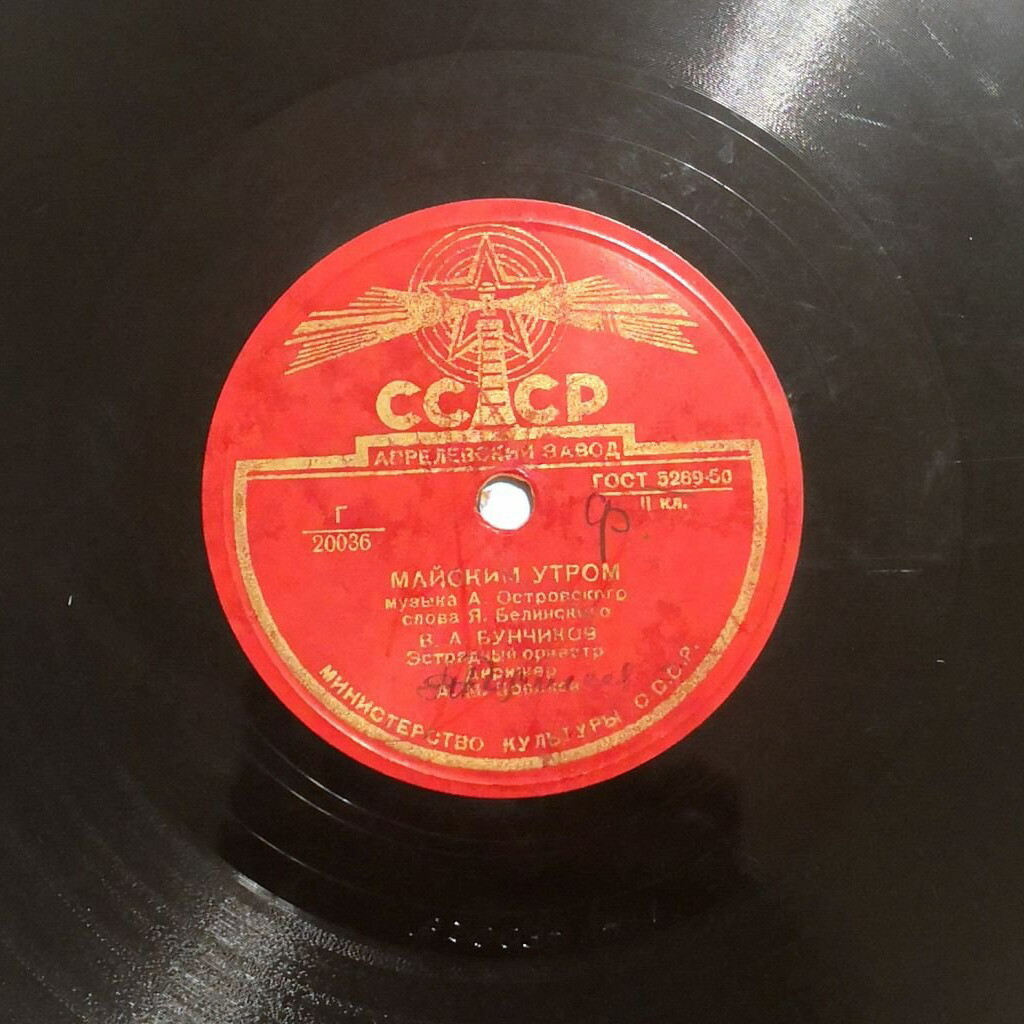 СССР
АПРЕЛЕВСКИЙ ЗАВОД
ГОСТ 5289-50
II кл.
Г
20036
ф.
МАЙСКИМ УТРОМ
музыка А. Островского
слова Я. Белинского
В. А. БУНЧИКОВ
Эстрадный оркестр
Дирижер
МИНИСТЕРСТВО КУЛЬТУРЫ С.С.С.Р.